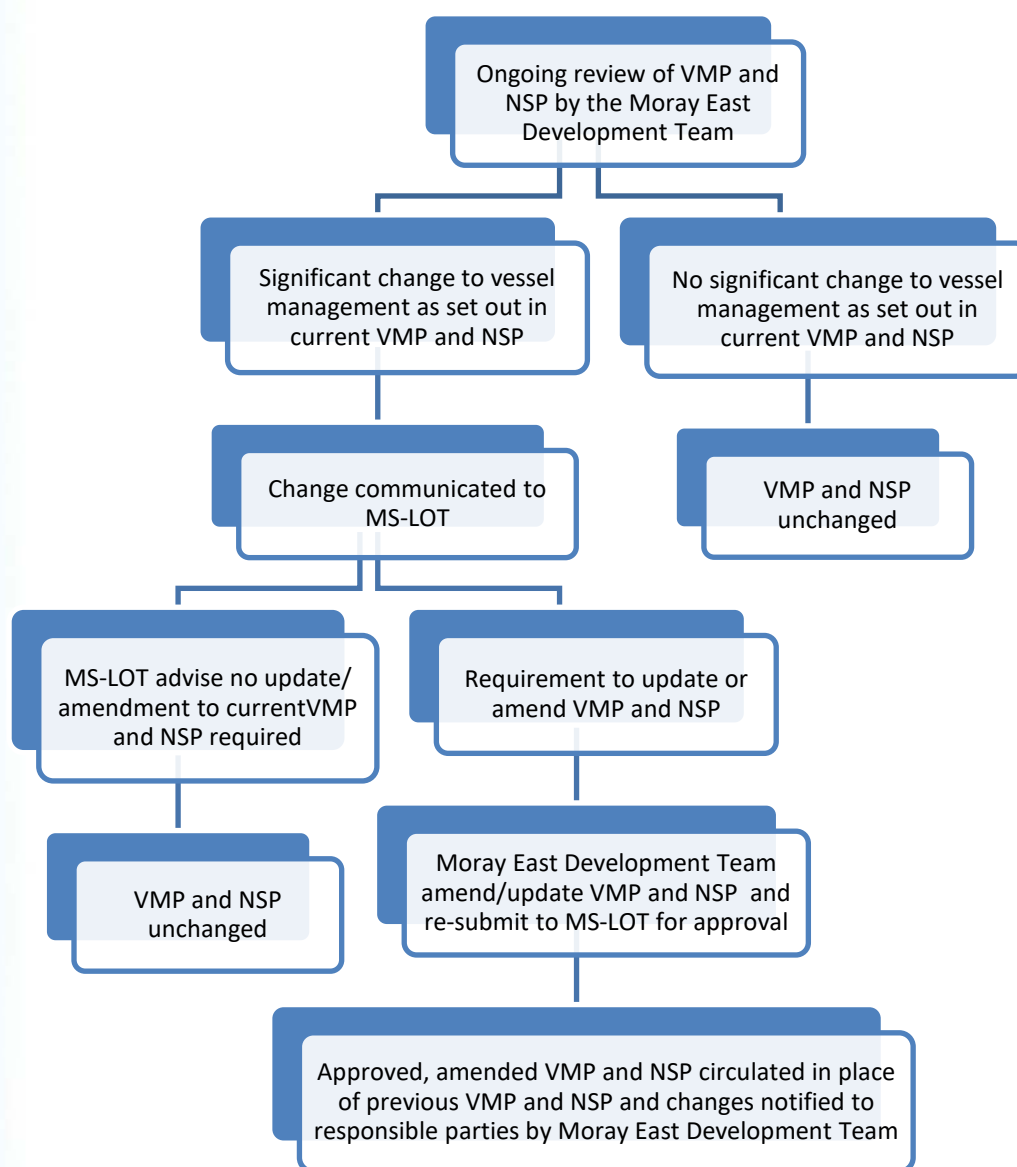 Ongoing review of VMP and
NSP by the Moray East
Development Team
Significant change to vessel
management as set out in
current VMP and NSP
No significant change to vessel
management as set out in
current VMP and NSP
Change communicated to
MS-LOT
VMP and NSP
unchanged
MS-LOT advise no update/
amendment to currentVMP
and NSP required
Requirement to update or
amend VMP and NSP
VMP and NSP
unchanged
Moray East Development Team
amend/update VMP and NSP and
re-submit to MS-LOT for approval
Approved, amended VMP and NSP circulated in place
of previous VMP and NSP and changes notified to
responsible parties by Moray East Development Team